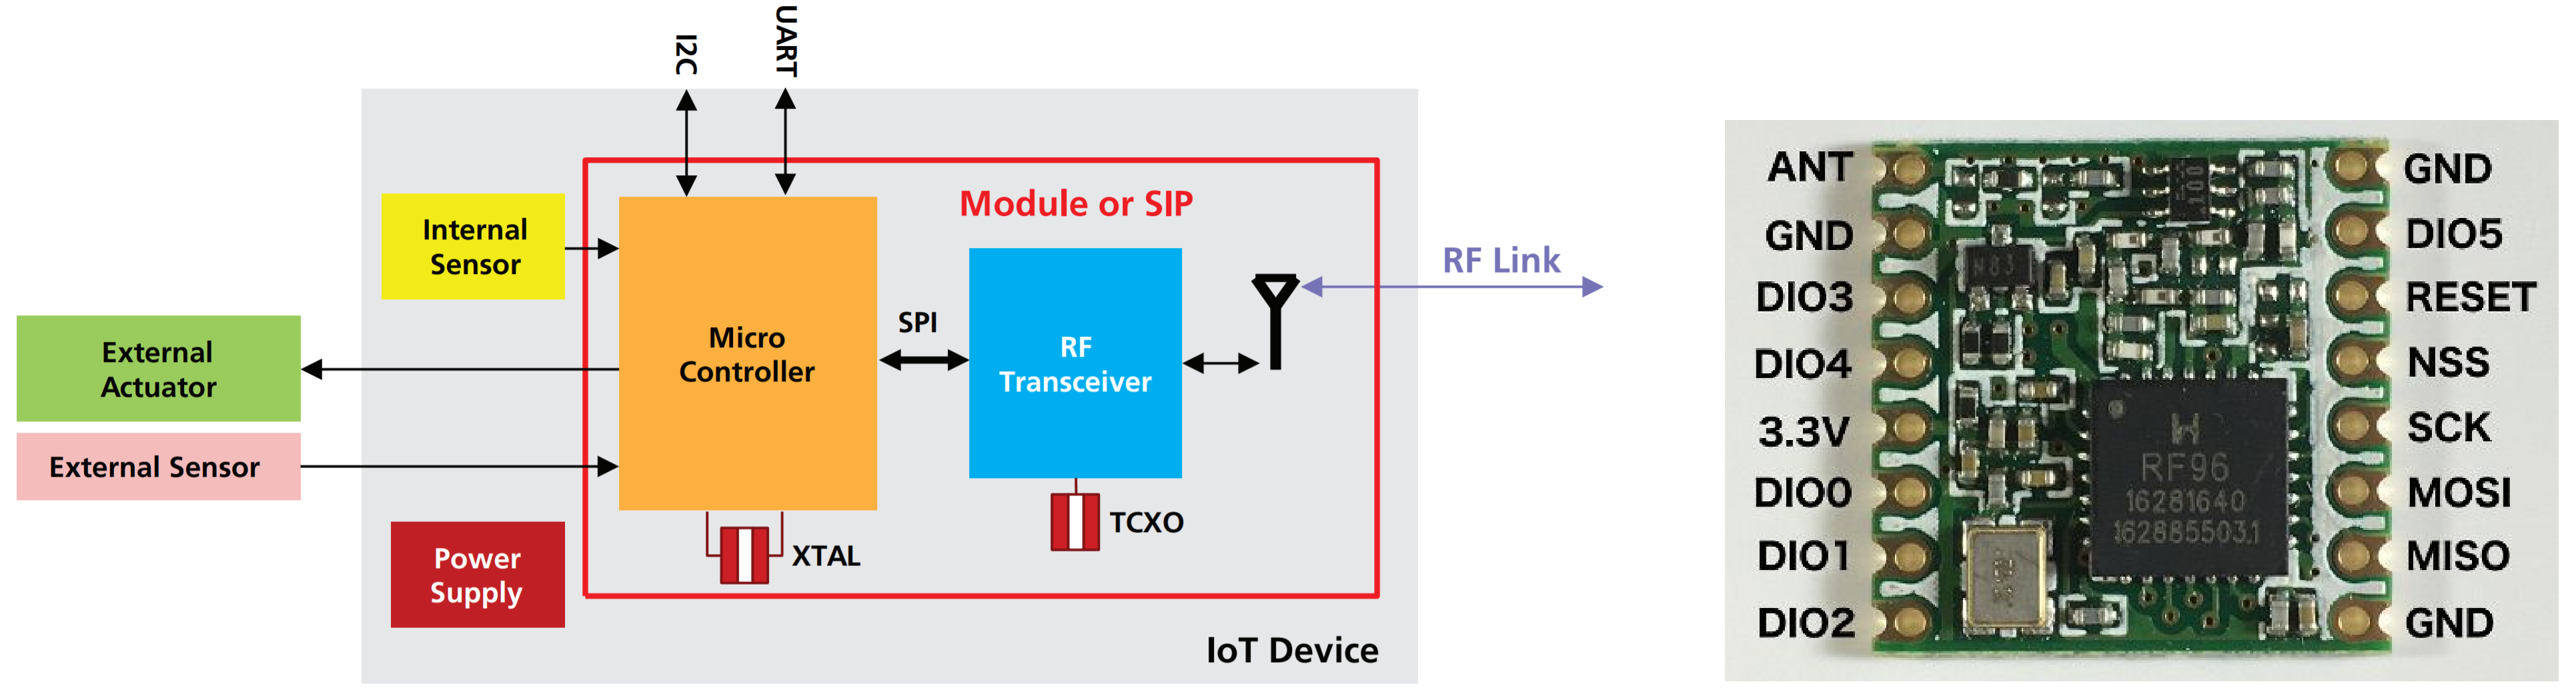 I2C
UART
Internal
Sensor
External
Actuator
External Sensor
Power
Supply
Micro
Controller
XTAL
SPI
Module or SIP
RF
Transceiver
TCXO
RF Link
IoT Device
ANT
GND
DIO3
DIO4
3.3V
DIO0
DIO1
DIO2
RF96
16281640
1628855031
GND
DIO5
RESET
NSS
SCK
MOSI
MISO
GND